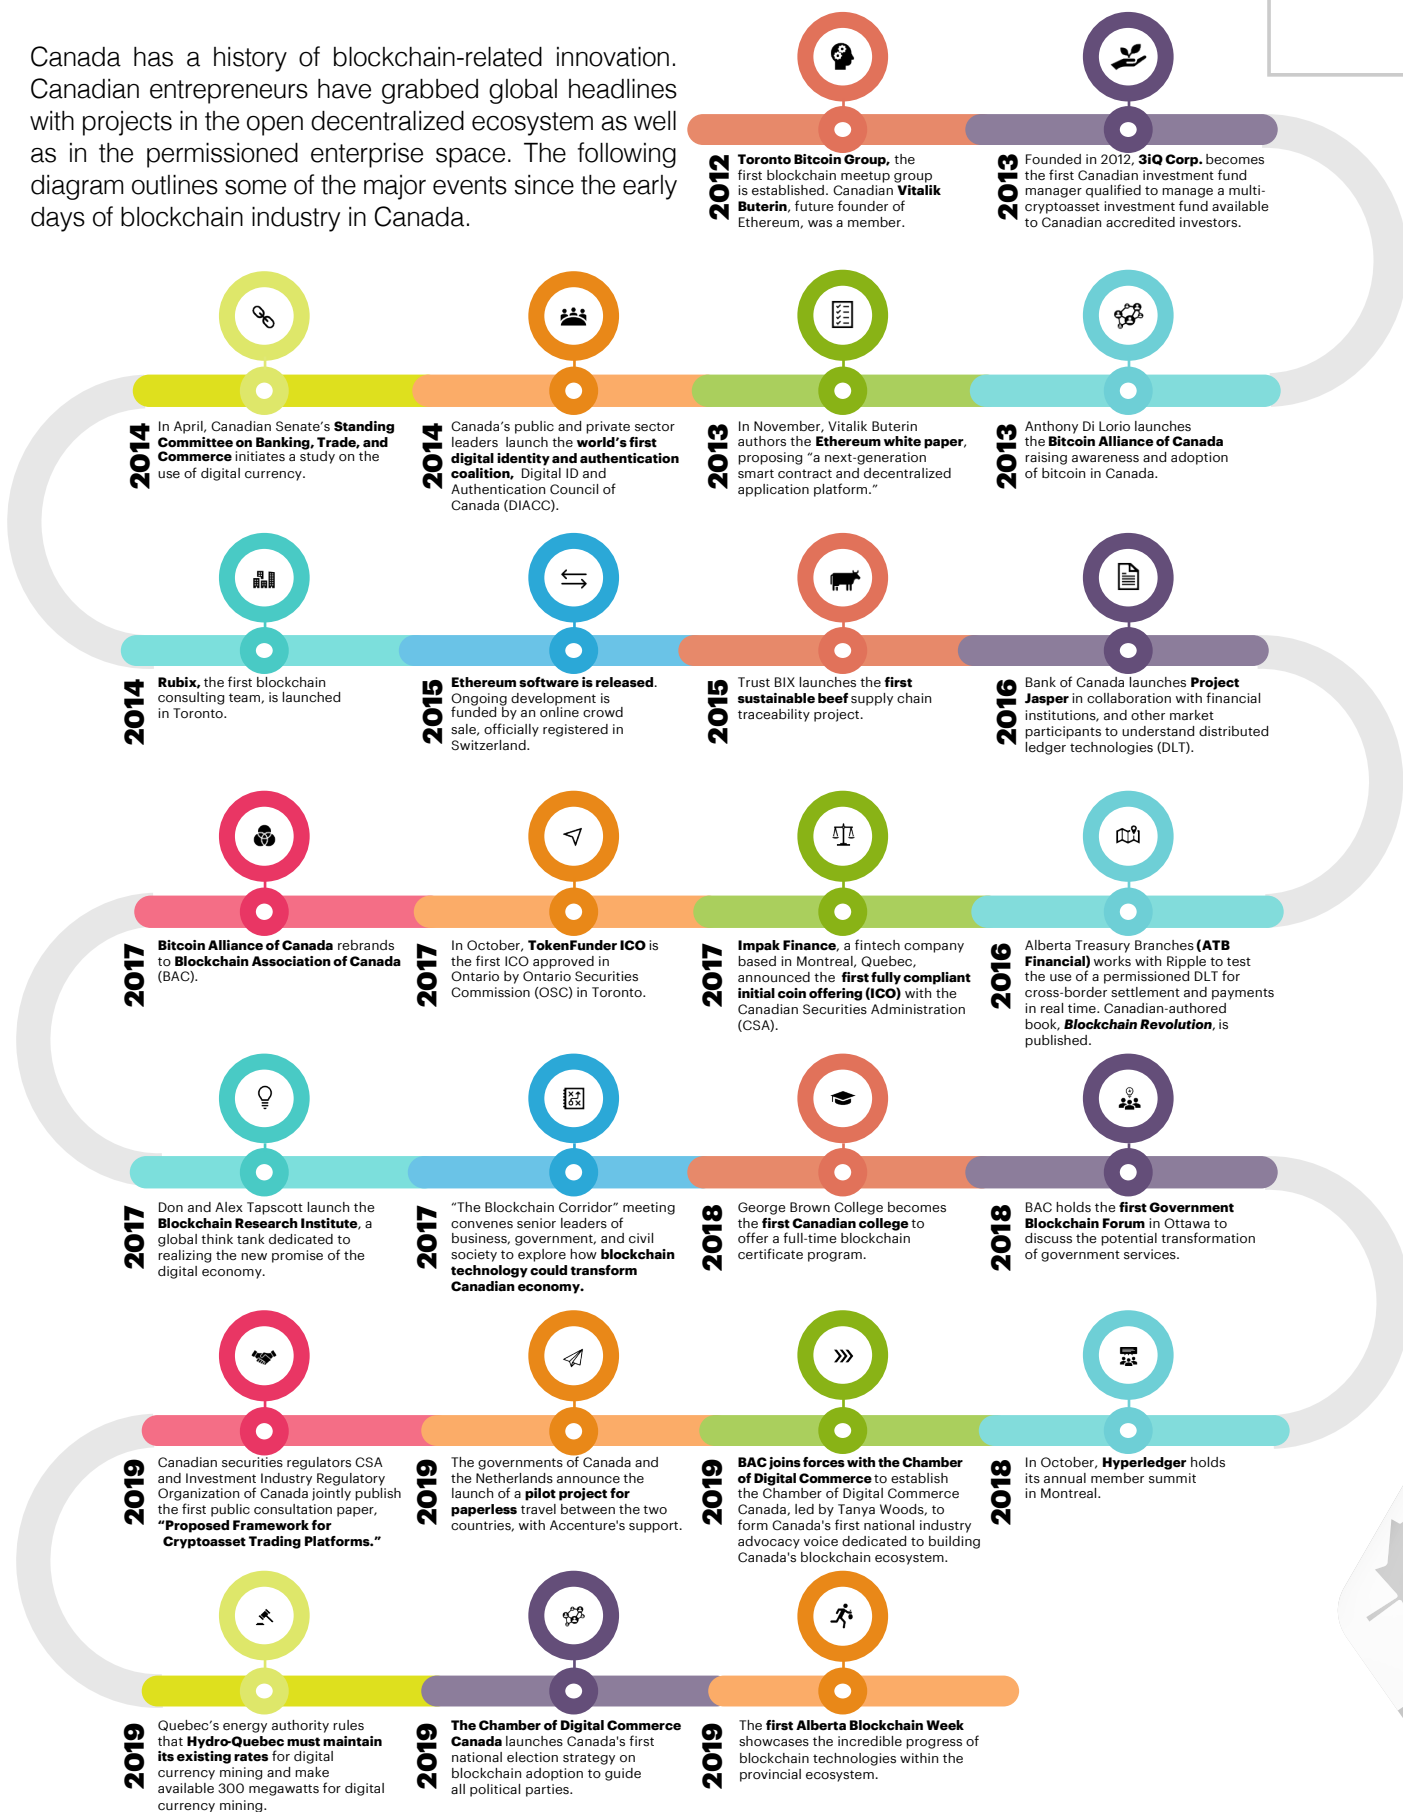 Canada has a history of blockchain-related innovation.
Canadian entrepreneurs have grabbed global headlines
with projects in the open decentralized ecosystem as well
as in the permissioned enterprise space. The following
diagram outlines some of the major events since the early
days of blockchain industry in Canada.
2012
Toronto Bitcoin Group, the
first blockchain meetup group
is established. Canadian Vitalik
Buterin, future founder of
Ethereum, was a member.
2013
Founded in 2012, 3iQ Corp. becomes
the first Canadian investment fund
manager qualified to manage a multi-
cryptoasset investment fund available
to Canadian accredited investors.
2014
In April, Canadian Senate's Standing
Committee on Banking, Trade, and
Commerce initiates a study on the
use of digital currency.
2014
Canada's public and private sector
leaders launch the world's first
digital identity and authentication
coalition, Digital ID and
Authentication Council of
Canada (DIACC).
2013
In November, Vitalik Buterin
authors the Ethereum white paper,
proposing “a next-generation
smart contract and decentralized
application platform.”
2013
Anthony Di Lorio launches
the Bitcoin Alliance of Canada
raising awareness and adoption
of bitcoin in Canada.
2014
Rubix, the first blockchain
consulting team, is launched
in Toronto.
2015
Ethereum software is released.
Ongoing development is
funded by an online crowd
sale, officially registered in
Switzerland.
2015
Trust BIX launches the first
sustainable beef supply chain
traceability project.
2016
Bank of Canada launches Project
Jasper in collaboration with financial
institutions, and other market
participants to understand distributed
ledger technologies (DLT).
2017
Bitcoin Alliance of Canada rebrands
to Blockchain Association of Canada
(BAC).
2017
In October, TokenFunder ICO is
the first ICO approved in
Ontario by Ontario Securities
Commission (OSC) in Toronto.
2017
Impak Finance, a fintech company
based in Montreal, Quebec,
announced the first fully compliant
initial coin offering (ICO) with the
Canadian Securities Administration
(CSA).
2016
Alberta Treasury Branches (ATB
Financial) works with Ripple to test
the use of a permissioned DLT for
cross-border settlement and payments
in real time. Canadian-authored
book, Blockchain Revolution, is
published.
2017
Don and Alex Tapscott launch the
Blockchain Research Institute, a
global think tank dedicated to
realizing the new promise of the
digital economy.
2017
“The Blockchain Corridor” meeting
convenes senior leaders of
business, government, and civil
society to explore how blockchain
technology could transform
Canadian economy.
2018
George Brown College becomes
the first Canadian college to
offer a full-time blockchain
certificate program.
2018
BAC holds the first Government
Blockchain Forum in Ottawa to
discuss the potential transformation
of government services.
2019
Canadian securities regulators CSA
and Investment Industry Regulatory
Organization of Canada jointly publish
the first public consultation paper,
“Proposed Framework for
Cryptoasset Trading Platforms.”
2019
The governments of Canada and
the Netherlands announce the
launch of a pilot project for
paperless travel between the two
countries, with Accenture's support.
2019
BAC joins forces with the Chamber
of Digital Commerce to establish
the Chamber of Digital Commerce
Canada, led by Tanya Woods, to
form Canada's first national industry
advocacy voice dedicated to building
Canada's blockchain ecosystem.
2018
In October, Hyperledger holds
its annual member summit
in Montreal.
2019
Quebec's energy authority rules
that Hydro-Quebec must maintain
its existing rates for digital
currency mining and make
available 300 megawatts for digital
currency mining.
2019
The Chamber of Digital Commerce
Canada launches Canada's first
national election strategy on
blockchain adoption to guide
all political parties.
2019
The first Alberta Blockchain Week
showcases the incredible progress of
blockchain technologies within the
provincial ecosystem.